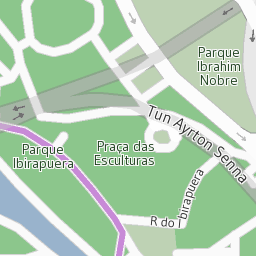 Parque
Ibrahim
Nobre
Tun Ayrton Senna
Praça das
Esculturas
Parque
Ibirapuera
R do Ibirapuera